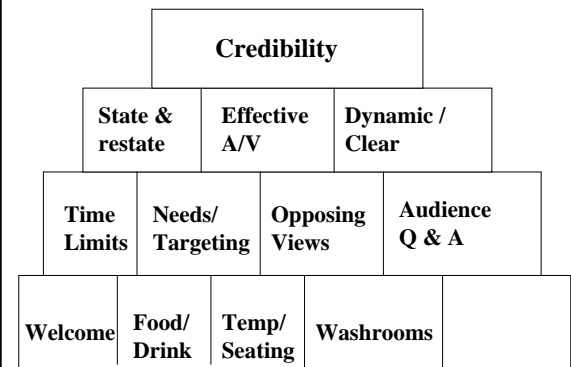 Credibility
State &
restate
Effective
A/V
Dynamic /
Clear
Time
Limits
Needs/
Targeting
Opposing
Views
Audience
Q & A
Welcome
Food/
Drink
Temp/
Seating
Washrooms